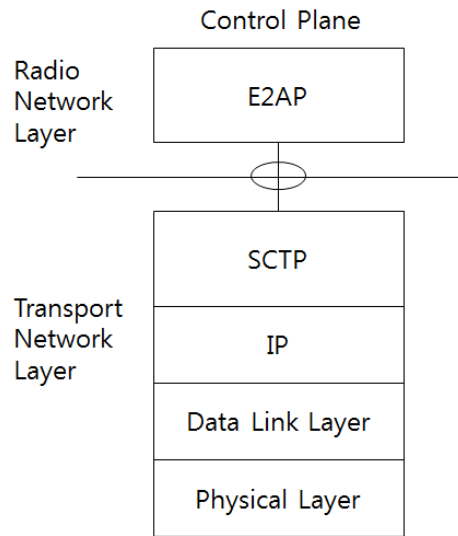 Control Plane
Radio
Network
Layer
E2AP
Transport
Network
Layer
SCTP
IP
Data Link Layer
Physical Layer